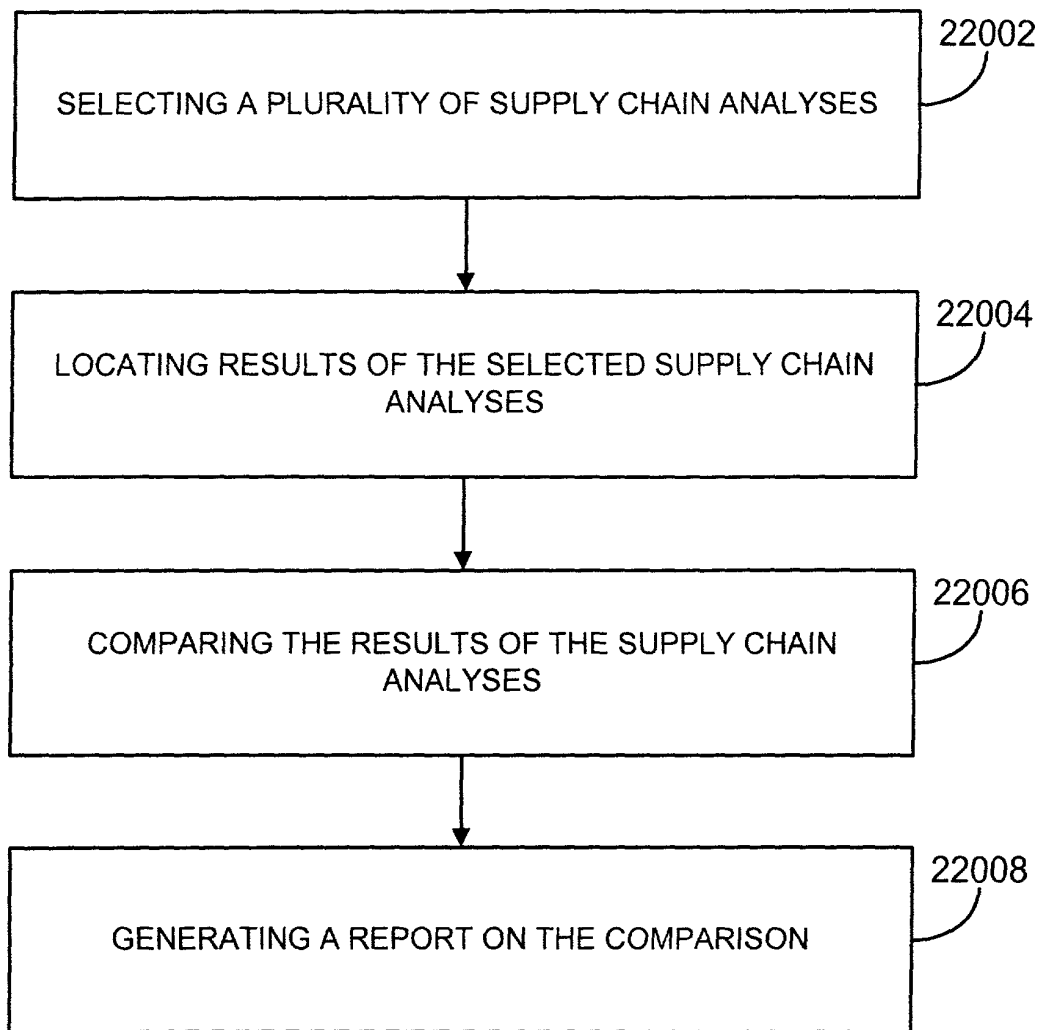 22002
SELECTING A PLURALITY OF SUPPLY CHAIN ANALYSES
22004
LOCATING RESULTS OF THE SELECTED SUPPLY CHAIN
ANALYSES
22006
COMPARING THE RESULTS OF THE SUPPLY CHAIN
ANALYSES
22008
GENERATING A REPORT ON THE COMPARISON